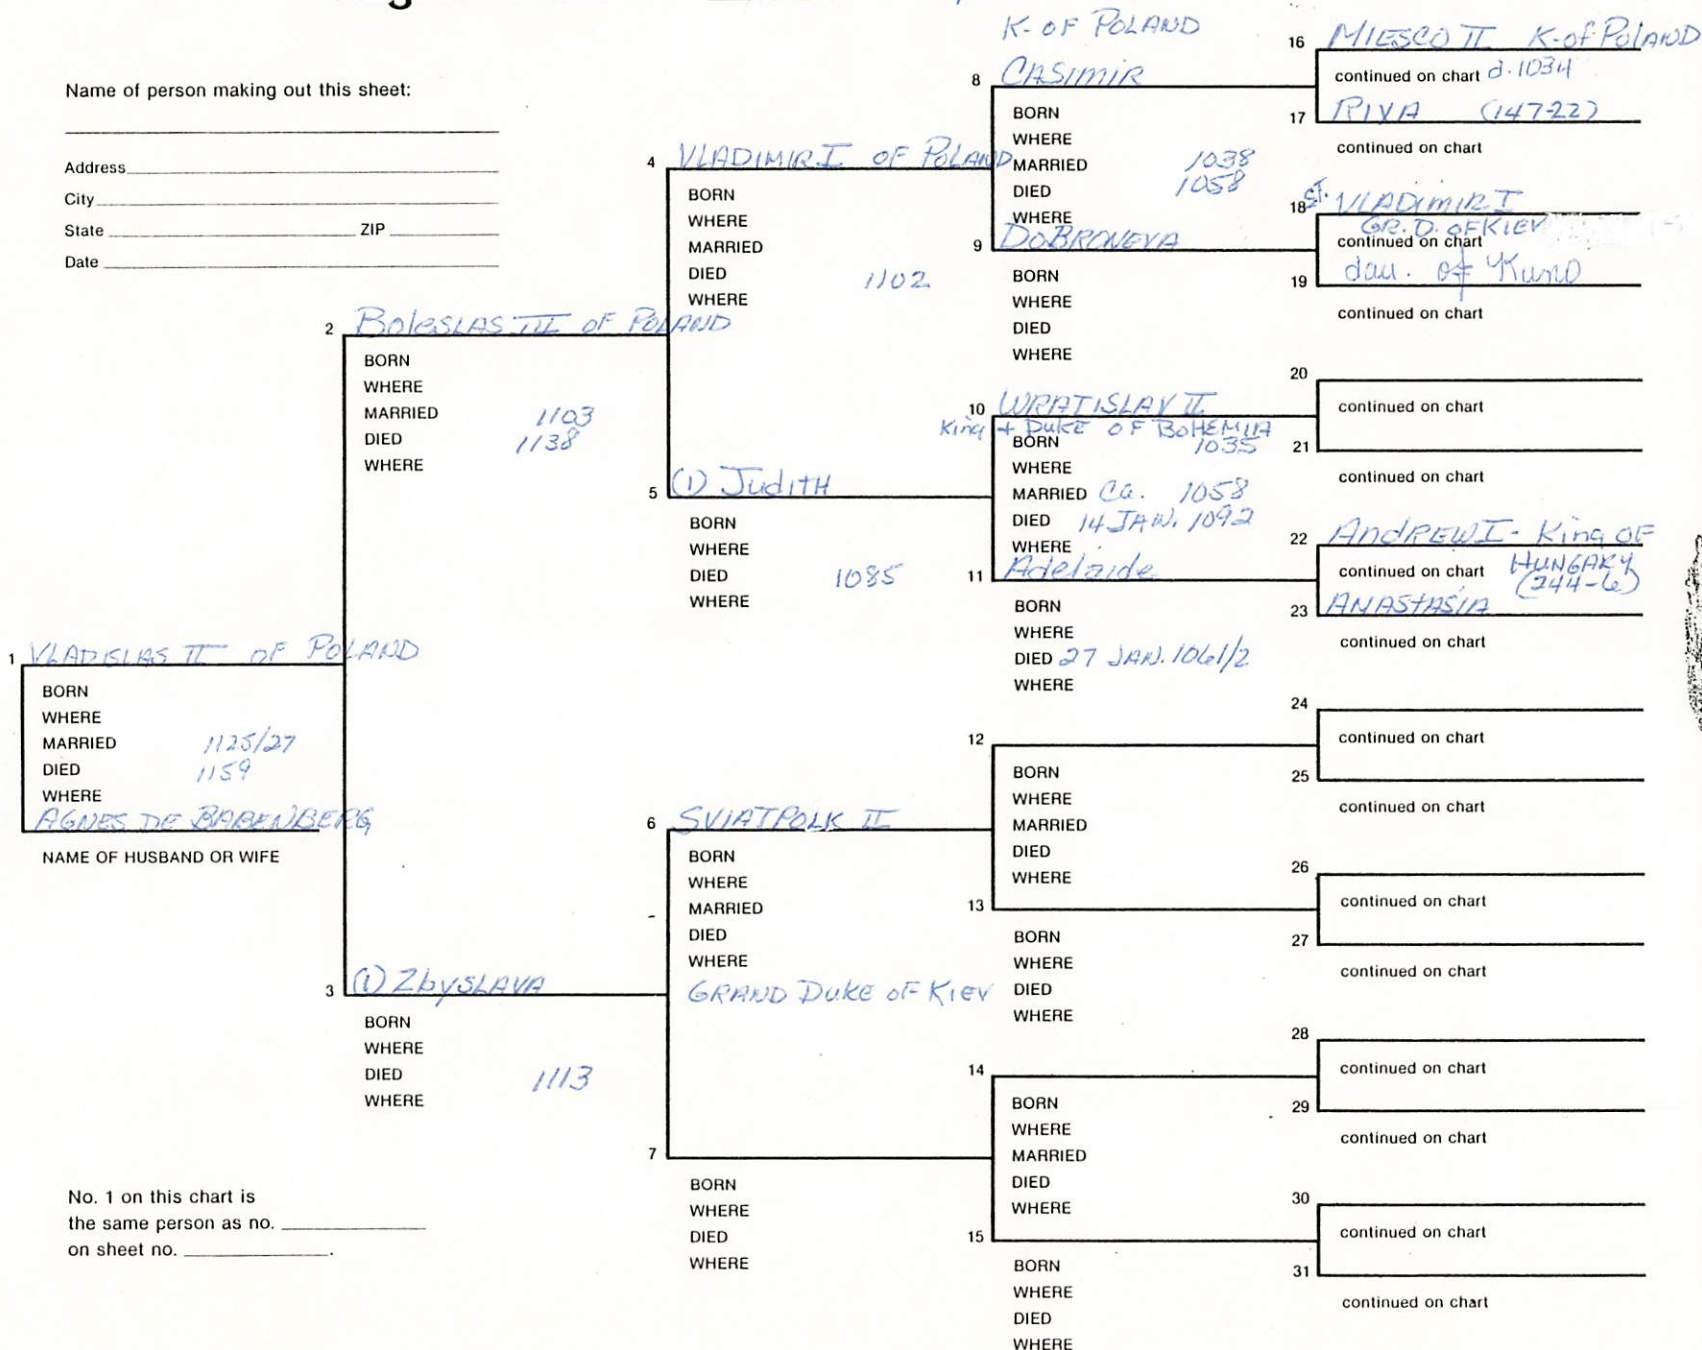 Name of person making out this sheet:
Address
City
State ZIP
Date
1 VLADISLAS II OF POLAND
BORN
WHERE
MARRIED 1125/27
DIED 1159
WHERE
AGNES DE BABENBERG
NAME OF HUSBAND OR WIFE
2 BOLESLAS III OF POLAND
BORN
WHERE
MARRIED 1103
DIED 1138
WHERE
3 (1) ZbYSLAVA
BORN
WHERE
DIED 1113
WHERE
4 VLADIMIR I OF POLAND
BORN
WHERE
MARRIED
DIED 1102
WHERE
5 (1) JudITH
BORN
WHERE
DIED 1085
WHERE
6 SVIATPOLK II
BORN
WHERE
MARRIED
DIED
WHERE
GRAND DUKE OF KIEV
7
BORN
WHERE
DIED
WHERE
K. OF POLAND
8 CASIMIR
BORN
WHERE
MARRIED 1038
DIED 1058
WHERE
9 DOBRONEVA
BORN
WHERE
DIED
WHERE
10 WRATISLAV II
King + DUKE OF BOHEMIA
BORN 1035
WHERE
MARRIED Ca. 1058
DIED 14 JAN. 1092
WHERE
11 Adelaide
BORN
WHERE
DIED 27 JAN. 1061/2
WHERE
12
BORN
WHERE
MARRIED
DIED
WHERE
13
BORN
WHERE
DIED
WHERE
14
BORN
WHERE
MARRIED
DIED
WHERE
15
BORN
WHERE
DIED
WHERE
16 MIESCO II K-of-POLAND
continued on chart d. 1034
17 RIXA (147-22)
continued on chart
18 ST. VLADIMIR I
GR. D. OF KIEV
continued on chart
19 dau. of Kuno
continued on chart
20
continued on chart
21
continued on chart
22 ANDREW I - King OF
continued on chart HUNGARY
(244-6)
23 ANASTASIA
continued on chart
24
continued on chart
25
continued on chart
26
continued on chart
27
continued on chart
28
continued on chart
29
continued on chart
30
continued on chart
31
continued on chart
No. 1 on this chart is
the same person as no.
on sheet no. .